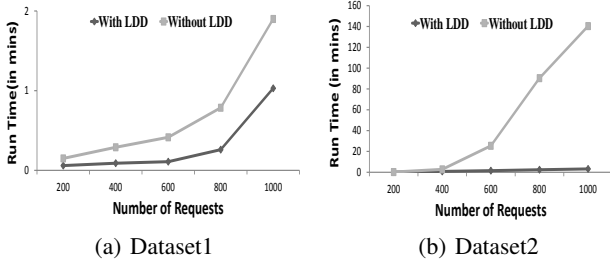 With LDD Without LDD
Run Time(in mins)
2
1
0
200 400 600 800 1000
Number of Requests
(a) Dataset1
With LDD Without LDD
Run Time (in mins)
160
140
120
100
80
60
40
20
0
200 400 600 800 1000
Number of Requests
(b) Dataset2